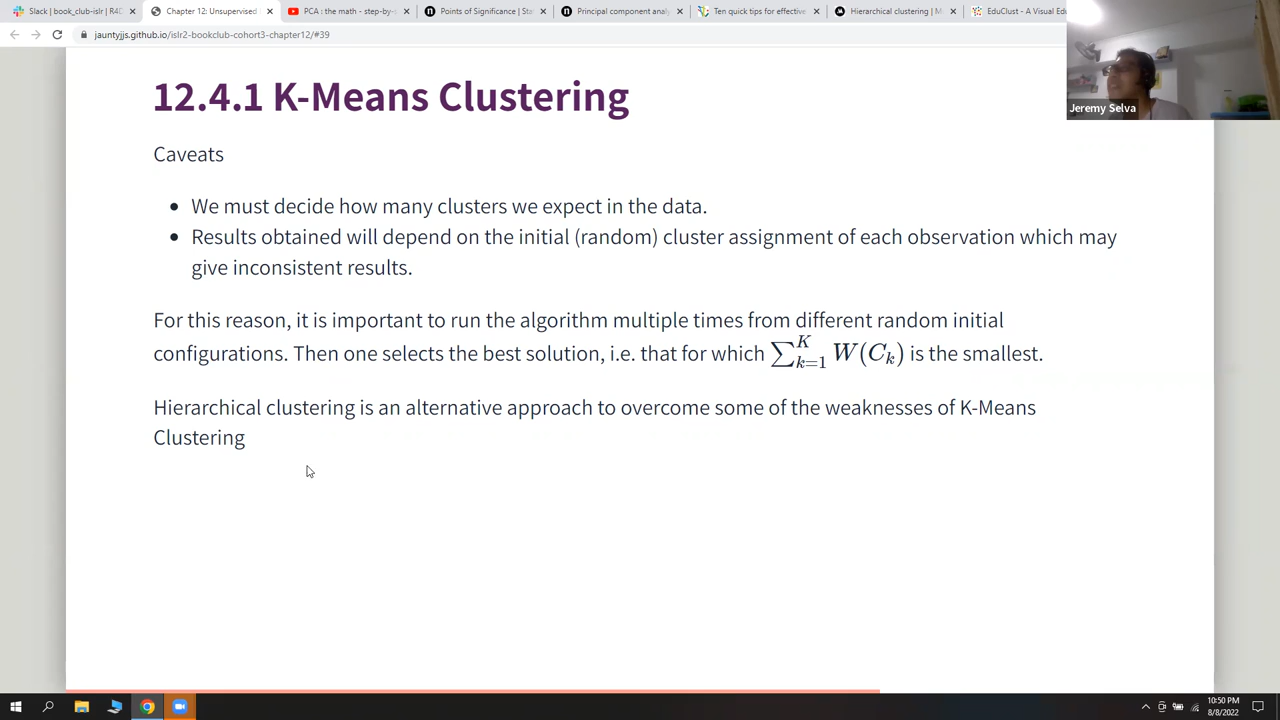 Slack | book_club-islr | R4D
Chapter 12: Unsupervised
PCA : the math - step-by-s
Points of Significance | Sta
Principal component analy
Ten quick tips for effective
Hierarchical clustering | M
EduClust - A Visual Edu
jauntyjjs.github.io/islr2-bookclub-cohort3-chapter12/#39
Jeremy Selva
12.4.1 K-Means Clustering
Caveats
• We must decide how many clusters we expect in the data.
• Results obtained will depend on the initial (random) cluster assignment of each observation which may
give inconsistent results.
For this reason, it is important to run the algorithm multiple times from different random initial
configurations. Then one selects the best solution, i.e. that for which ∑_{k=1}^{K} W(C_k) is the smallest.
Hierarchical clustering is an alternative approach to overcome some of the weaknesses of K-Means
Clustering
10:50 PM
8/8/2022